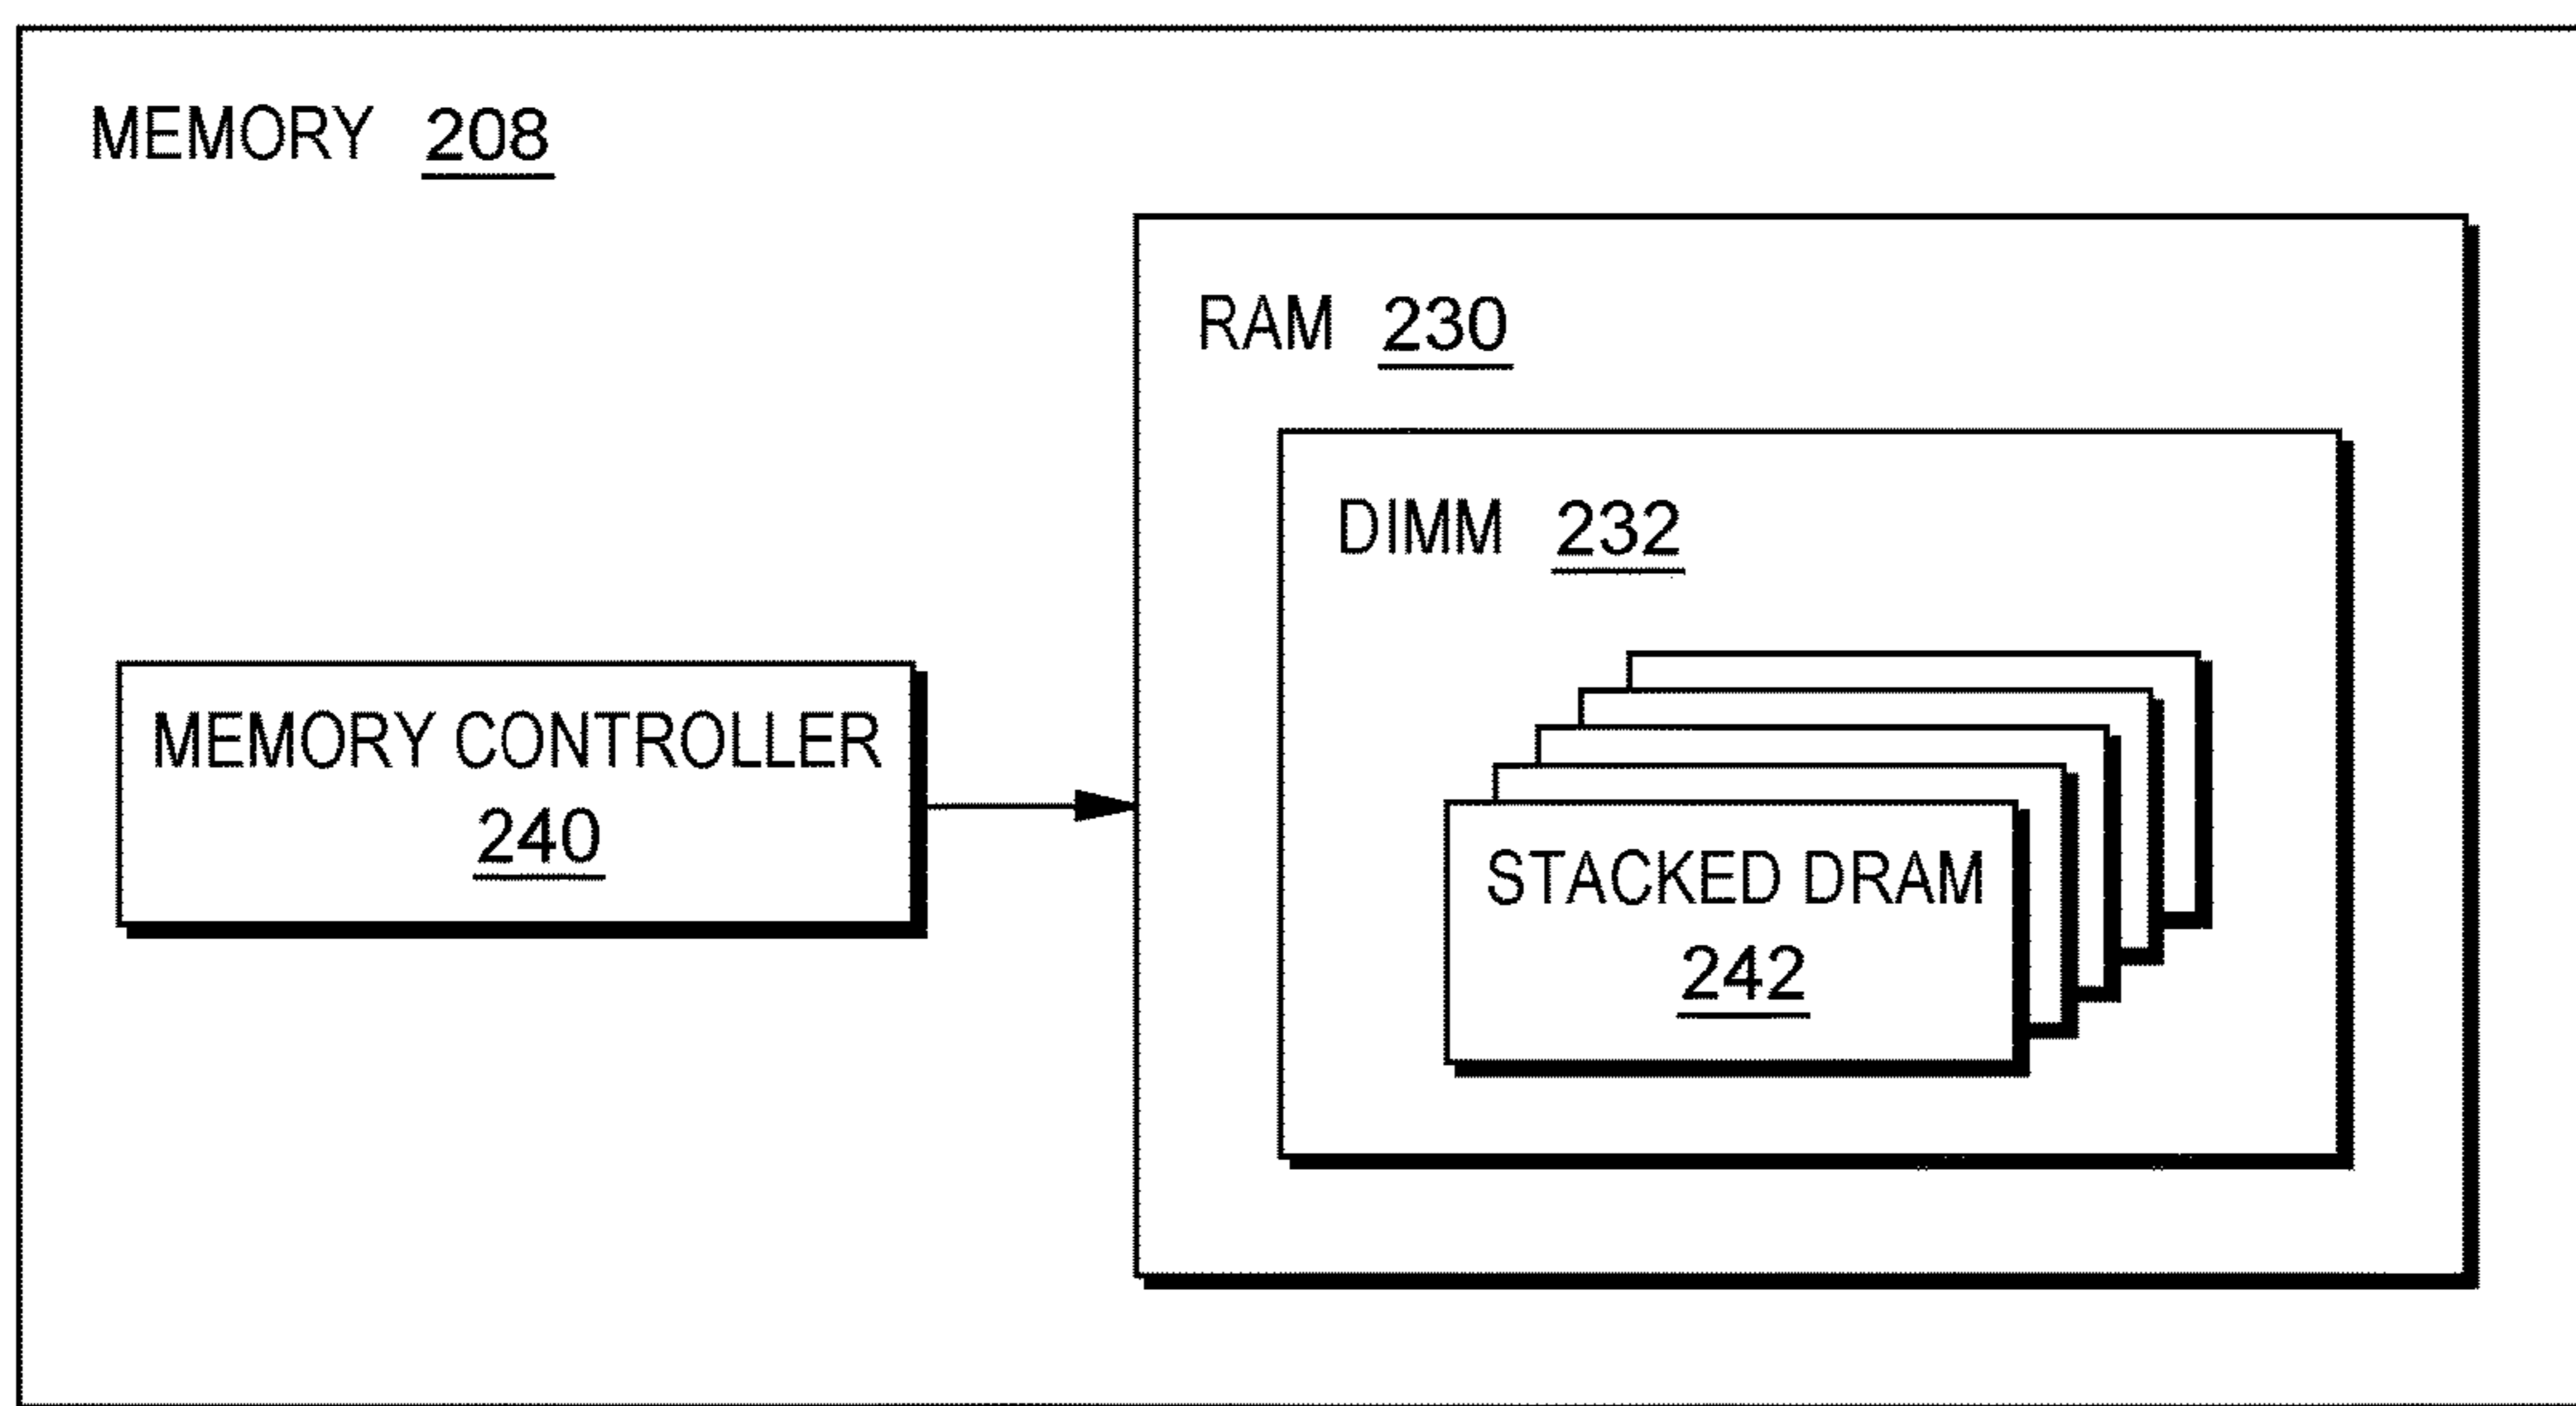 MEMORY 208
RAM 230
DIMM 232
MEMORY CONTROLLER
240
STACKED DRAM
242